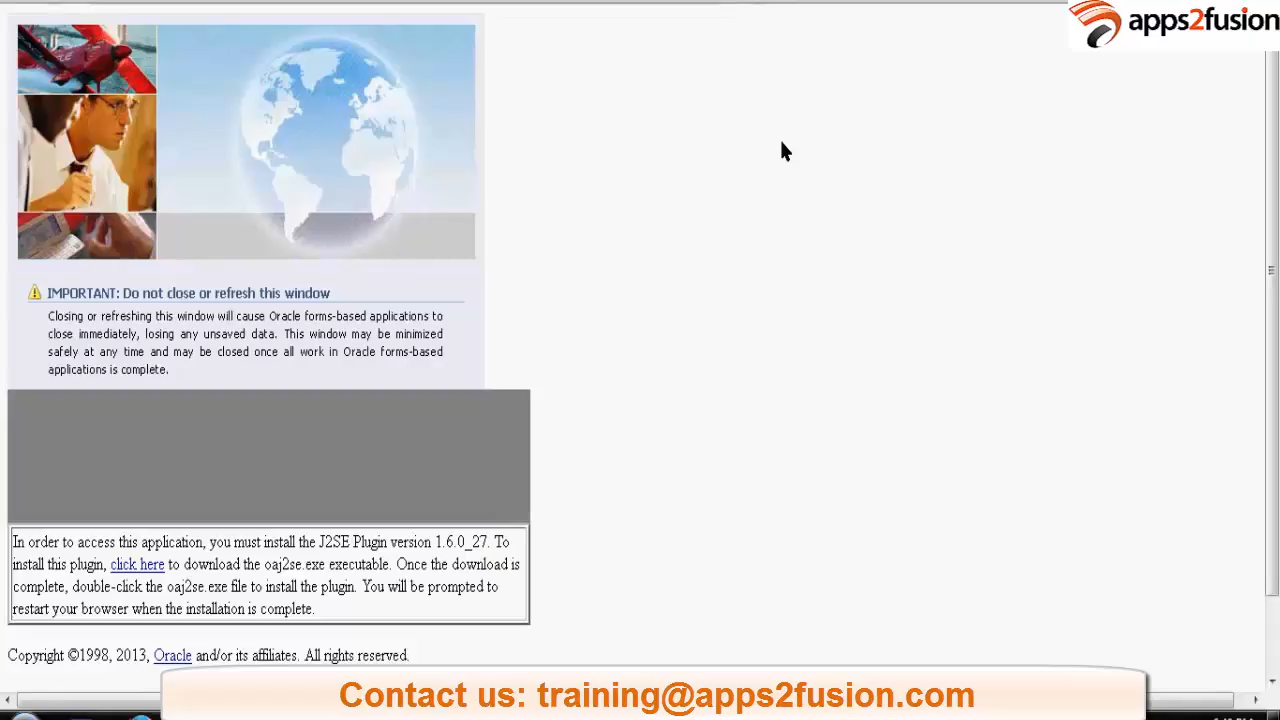 apps2fusion
IMPORTANT: Do not close or refresh this window
Closing or refreshing this window will cause Oracle forms-based applications to
close immediately, losing any unsaved data. This window may be minimized
safely at any time and may be closed once all work in Oracle forms-based
applications is complete.
In order to access this application, you must install the J2SE Plugin version 1.6.0_27. To
install this plugin, click here to download the oaj2se.exe executable. Once the download is
complete, double-click the oaj2se.exe file to install the plugin. You will be prompted to
restart your browser when the installation is complete.
Copyright ©1998, 2013, Oracle and/or its affiliates. All rights reserved.
Contact us: training@apps2fusion.com